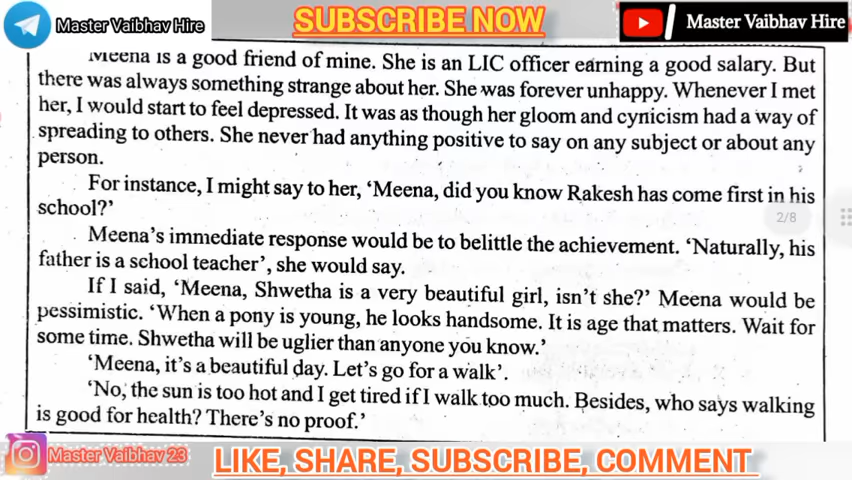 Master Vaibhav Hire
SUBSCRIBE NOW
Master Vaibhav Hire
Meena is a good friend of mine. She is an LIC officer earning a good salary. But
there was always something strange about her. She was forever unhappy. Whenever I met
her, I would start to feel depressed. It was as though her gloom and cynicism had a way of
spreading to others. She never had anything positive to say on any subject or about any
person.
For instance, I might say to her, ‘Meena, did you know Rakesh has come first in his
school?’
2/8
Meena’s immediate response would be to belittle the achievement. ‘Naturally, his
father is a school teacher’, she would say.
If I said, ‘Meena, Shwetha is a very beautiful girl, isn’t she?’ Meena would be
pessimistic. ‘When a pony is young, he looks handsome. It is age that matters. Wait for
some time. Shwetha will be uglier than anyone you know.’
‘Meena, it’s a beautiful day. Let’s go for a walk’.
‘No, the sun is too hot and I get tired if I walk too much. Besides, who says walking
is good for health? There’s no proof.’
Master Vaibhav 23
LIKE, SHARE, SUBSCRIBE, COMMENT